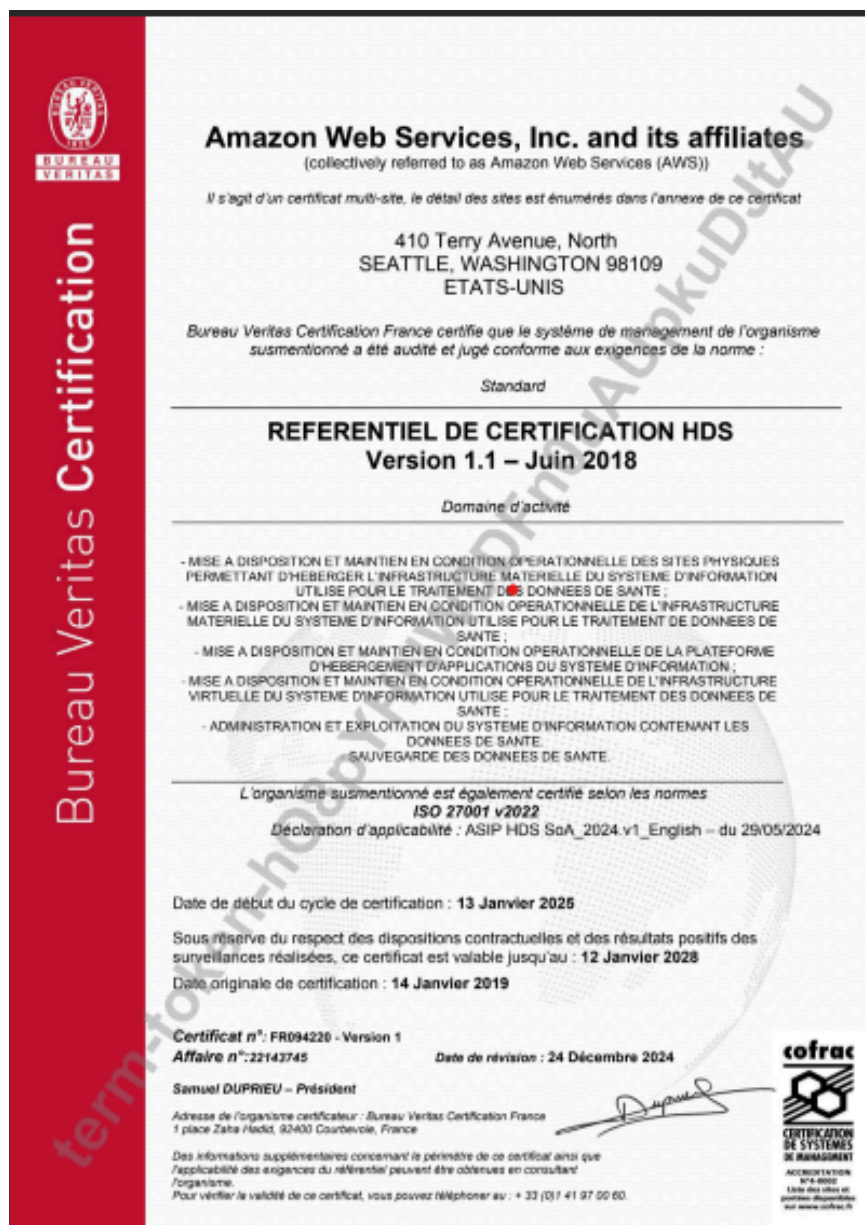 BUREAU VERITAS
1828
BUREAU
VERITAS
Bureau Veritas Certification
Amazon Web Services, Inc. and its affiliates
(collectively referred to as Amazon Web Services (AWS))
Il s'agit d'un certificat multi-site, le détail des sites est énumérés dans l'annexe de ce certificat
410 Terry Avenue, North
SEATTLE, WASHINGTON 98109
ETATS-UNIS
Bureau Veritas Certification France certifie que le système de management de l'organisme
susmentionné a été audité et jugé conforme aux exigences de la norme :
Standard
REFERENTIEL DE CERTIFICATION HDS
Version 1.1 – Juin 2018
Domaine d'activité
- MISE A DISPOSITION ET MAINTIEN EN CONDITION OPERATIONNELLE DES SITES PHYSIQUES
PERMETTANT D'HEBERGER L'INFRASTRUCTURE MATERIELLE DU SYSTEME D'INFORMATION
UTILISE POUR LE TRAITEMENT DES DONNEES DE SANTE ;
- MISE A DISPOSITION ET MAINTIEN EN CONDITION OPERATIONNELLE DE L'INFRASTRUCTURE
MATERIELLE DU SYSTEME D'INFORMATION UTILISE POUR LE TRAITEMENT DE DONNEES DE
SANTE ;
- MISE A DISPOSITION ET MAINTIEN EN CONDITION OPERATIONNELLE DE LA PLATEFORME
D'HEBERGEMENT D'APPLICATIONS DU SYSTEME D'INFORMATION ;
- MISE A DISPOSITION ET MAINTIEN EN CONDITION OPERATIONNELLE DE L'INFRASTRUCTURE
VIRTUELLE DU SYSTEME D'INFORMATION UTILISE POUR LE TRAITEMENT DES DONNEES DE
SANTE ;
- ADMINISTRATION ET EXPLOITATION DU SYSTEME D'INFORMATION CONTENANT LES
DONNEES DE SANTE.
- SAUVEGARDE DES DONNEES DE SANTE.
L'organisme susmentionné est également certifié selon les normes
ISO 27001 v2022
Déclaration d'applicabilité : ASIP HDS SoA_2024.v1_English – du 29/05/2024
Date de début du cycle de certification : 13 Janvier 2025
Sous réserve du respect des dispositions contractuelles et des résultats positifs des
surveillances réalisées, ce certificat est valable jusqu'au : 12 Janvier 2028
Date originale de certification : 14 Janvier 2019
Certificat n°: FR094220 - Version 1
Affaire n°:22143745 Date de révision : 24 Décembre 2024
Samuel DUPRIEU – Président
Adresse de l'organisme certificateur : Bureau Veritas Certification France
1 place Zaha Hadid, 92400 Courbevoie, France
Des informations supplémentaires concernant le périmètre de ce certificat ainsi que
l'applicabilité des exigences du référentiel peuvent être obtenues en consultant
l'organisme.
Pour vérifier la validité de ce certificat, vous pouvez téléphoner au : + 33 (0)1 41 97 00 60.
cofrac
CERTIFICATION
DE SYSTEMES
DE MANAGEMENT
ACCREDITATION
N°4-0002
Liste des sites et
portées disponibles
sur www.cofrac.fr